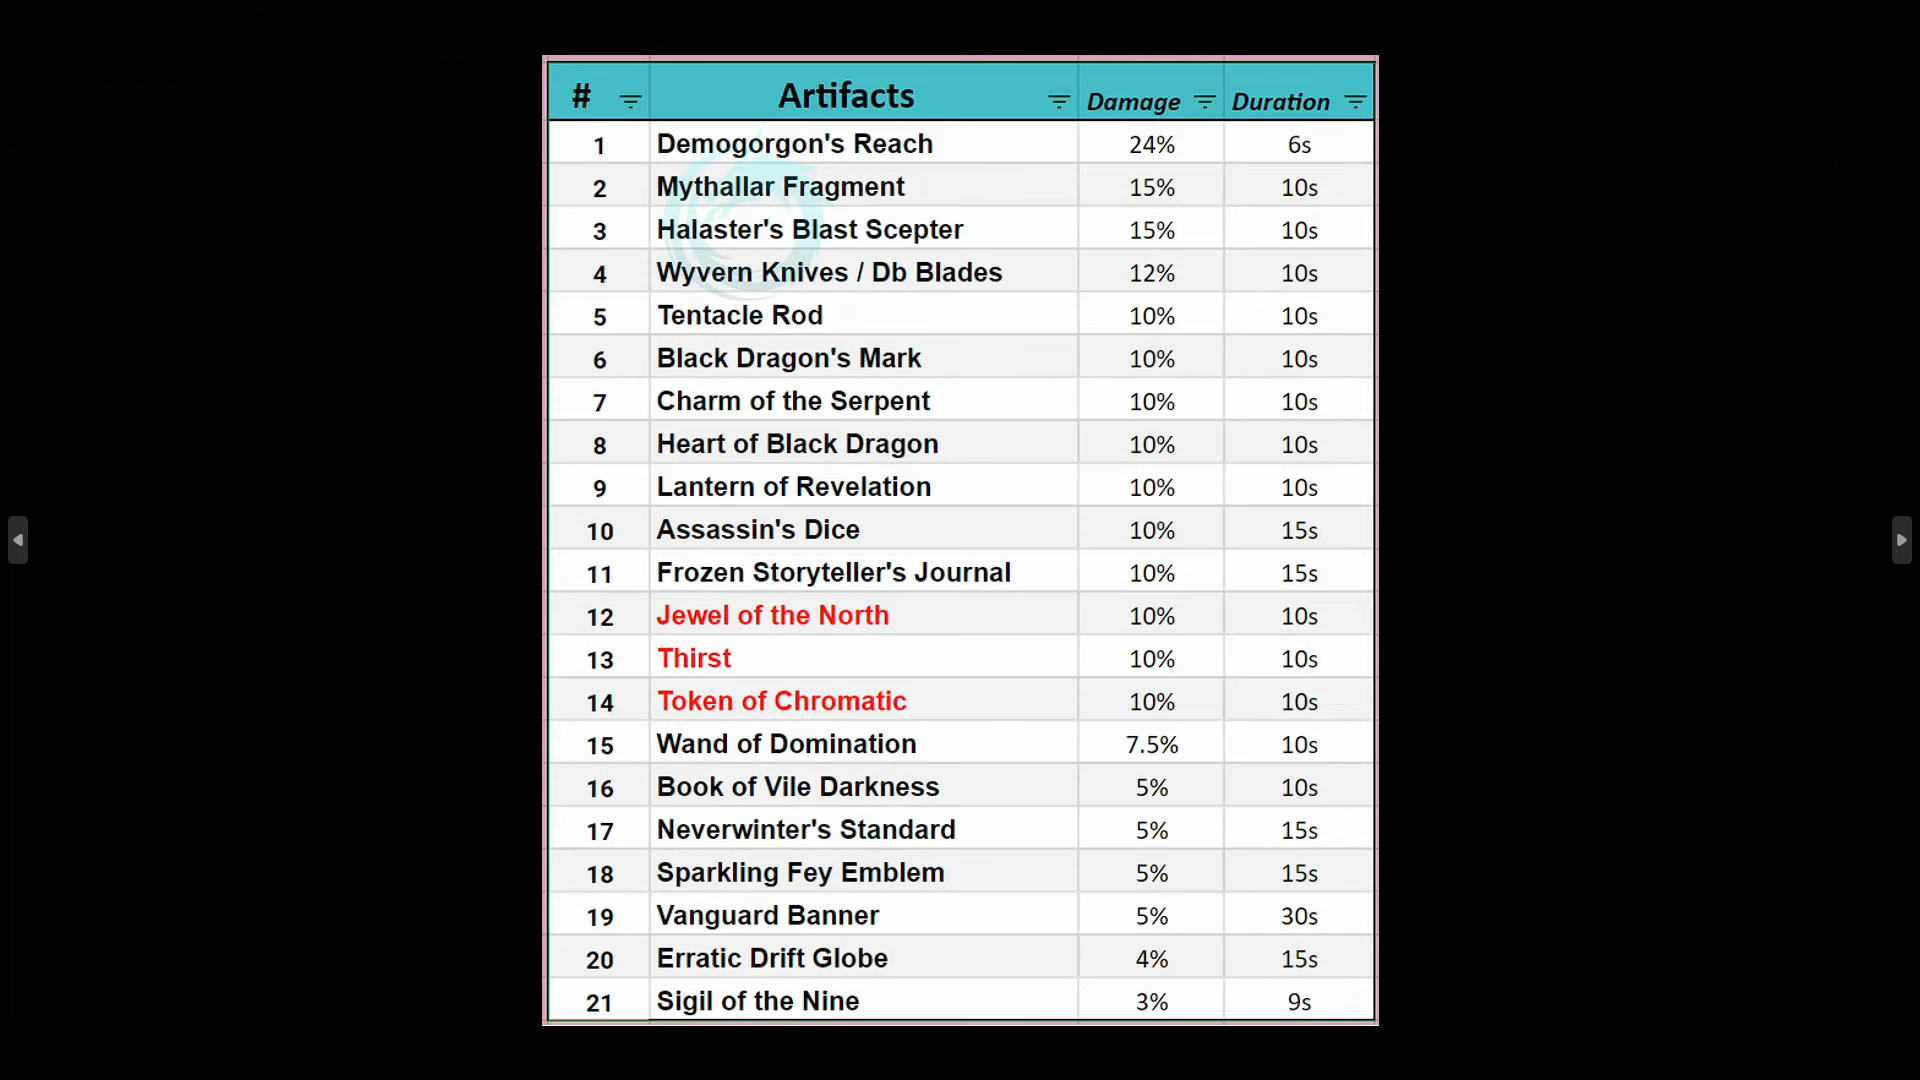 # Artifacts Damage Duration
1 Demogorgon's Reach 24% 6s
2 Mythallar Fragment 15% 10s
3 Halaster's Blast Scepter 15% 10s
4 Wyvern Knives / Db Blades 12% 10s
5 Tentacle Rod 10% 10s
6 Black Dragon's Mark 10% 10s
7 Charm of the Serpent 10% 10s
8 Heart of Black Dragon 10% 10s
9 Lantern of Revelation 10% 10s
10 Assassin's Dice 10% 15s
11 Frozen Storyteller's Journal 10% 15s
12 Jewel of the North 10% 10s
13 Thirst 10% 10s
14 Token of Chromatic 10% 10s
15 Wand of Domination 7.5% 10s
16 Book of Vile Darkness 5% 10s
17 Neverwinter's Standard 5% 15s
18 Sparkling Fey Emblem 5% 15s
19 Vanguard Banner 5% 30s
20 Erratic Drift Globe 4% 15s
21 Sigil of the Nine 3% 9s